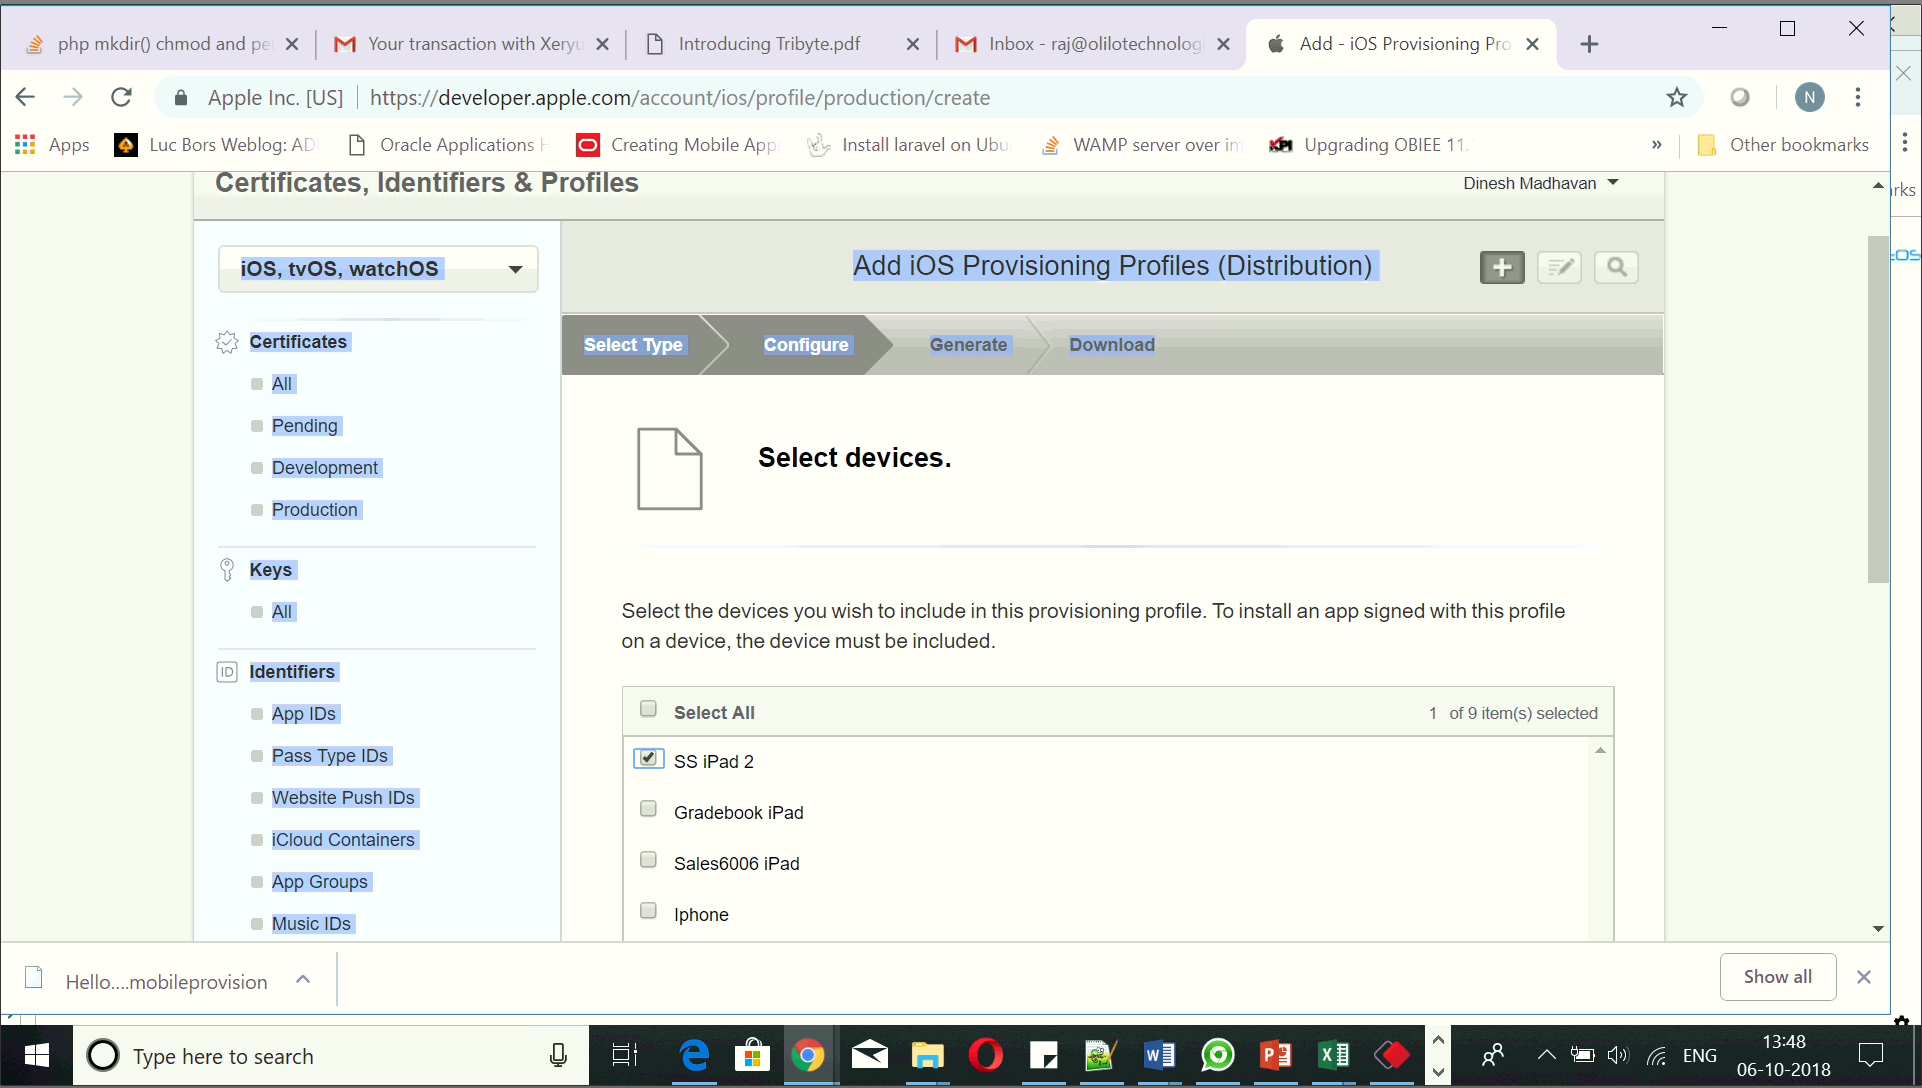 php mkdir() chmod and pe
Your transaction with Xeryu
Introducing Tribyte.pdf
Inbox - raj@olilotechnolog
Add - iOS Provisioning Pro
Apple Inc. [US]
https://developer.apple.com/account/ios/profile/production/create
N
Apps
Luc Bors Weblog: AD
Oracle Applications H
Creating Mobile App
Install laravel on Ubu
WAMP server over in
KPI
Upgrading OBIEE 11.
»
Other bookmarks
rks
Certificates, Identifiers & Profiles
Dinesh Madhavan
iOS, tvOS, watchOS
Add iOS Provisioning Profiles (Distribution)
Select Type
Configure
Generate
Download
Certificates
All
Pending
Development
Production
Keys
All
ID
Identifiers
App IDs
Pass Type IDs
Website Push IDs
iCloud Containers
App Groups
Music IDs
Select devices.
Select the devices you wish to include in this provisioning profile. To install an app signed with this profile
on a device, the device must be included.
Select All
1 of 9 item(s) selected
SS iPad 2
Gradebook iPad
Sales6006 iPad
Iphone
Hello....mobileprovision
Show all
Type here to search
ENG
13:48
06-10-2018